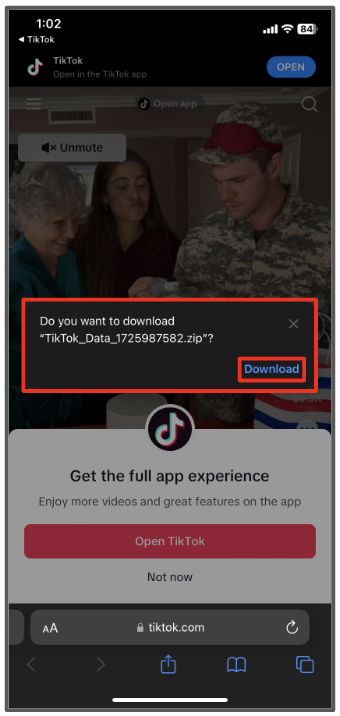 1:02
84
◀ TikTok
TikTok
Open in the TikTok app
OPEN
Open app
Unmute
Do you want to download
“TikTok_Data_1725987582.zip”?
Download
Get the full app experience
Enjoy more videos and great features on the app
Open TikTok
Not now
AA
tiktok.com